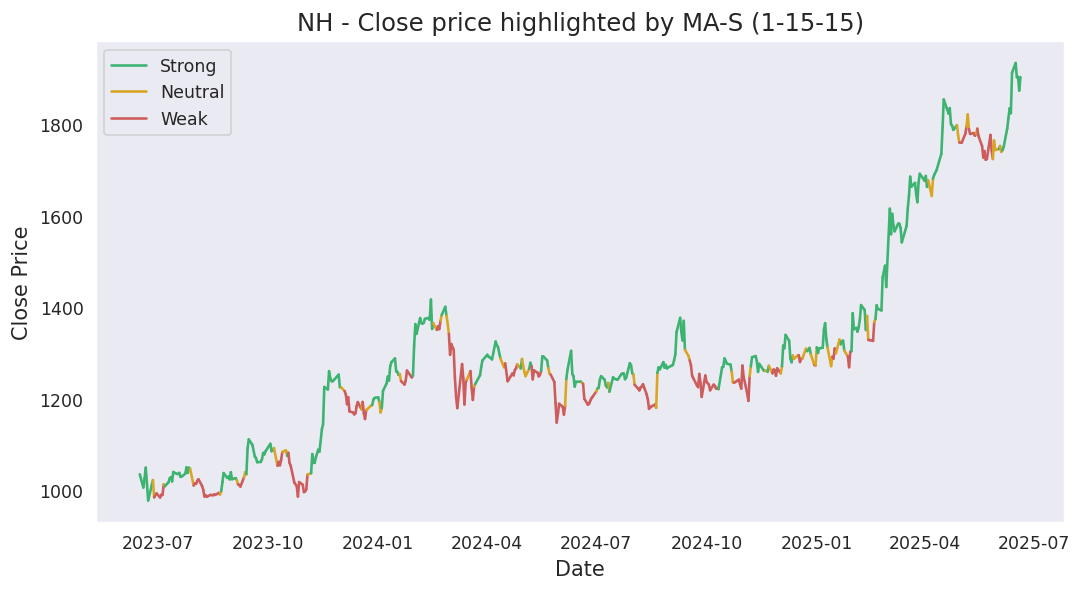 NH - Close price highlighted by MA-S (1-15-15)
Strong
Neutral
Weak
Close Price
1800
1600
1400
1200
1000
2023-07 2023-10 2024-01 2024-04 2024-07 2024-10 2025-01 2025-04 2025-07
Date